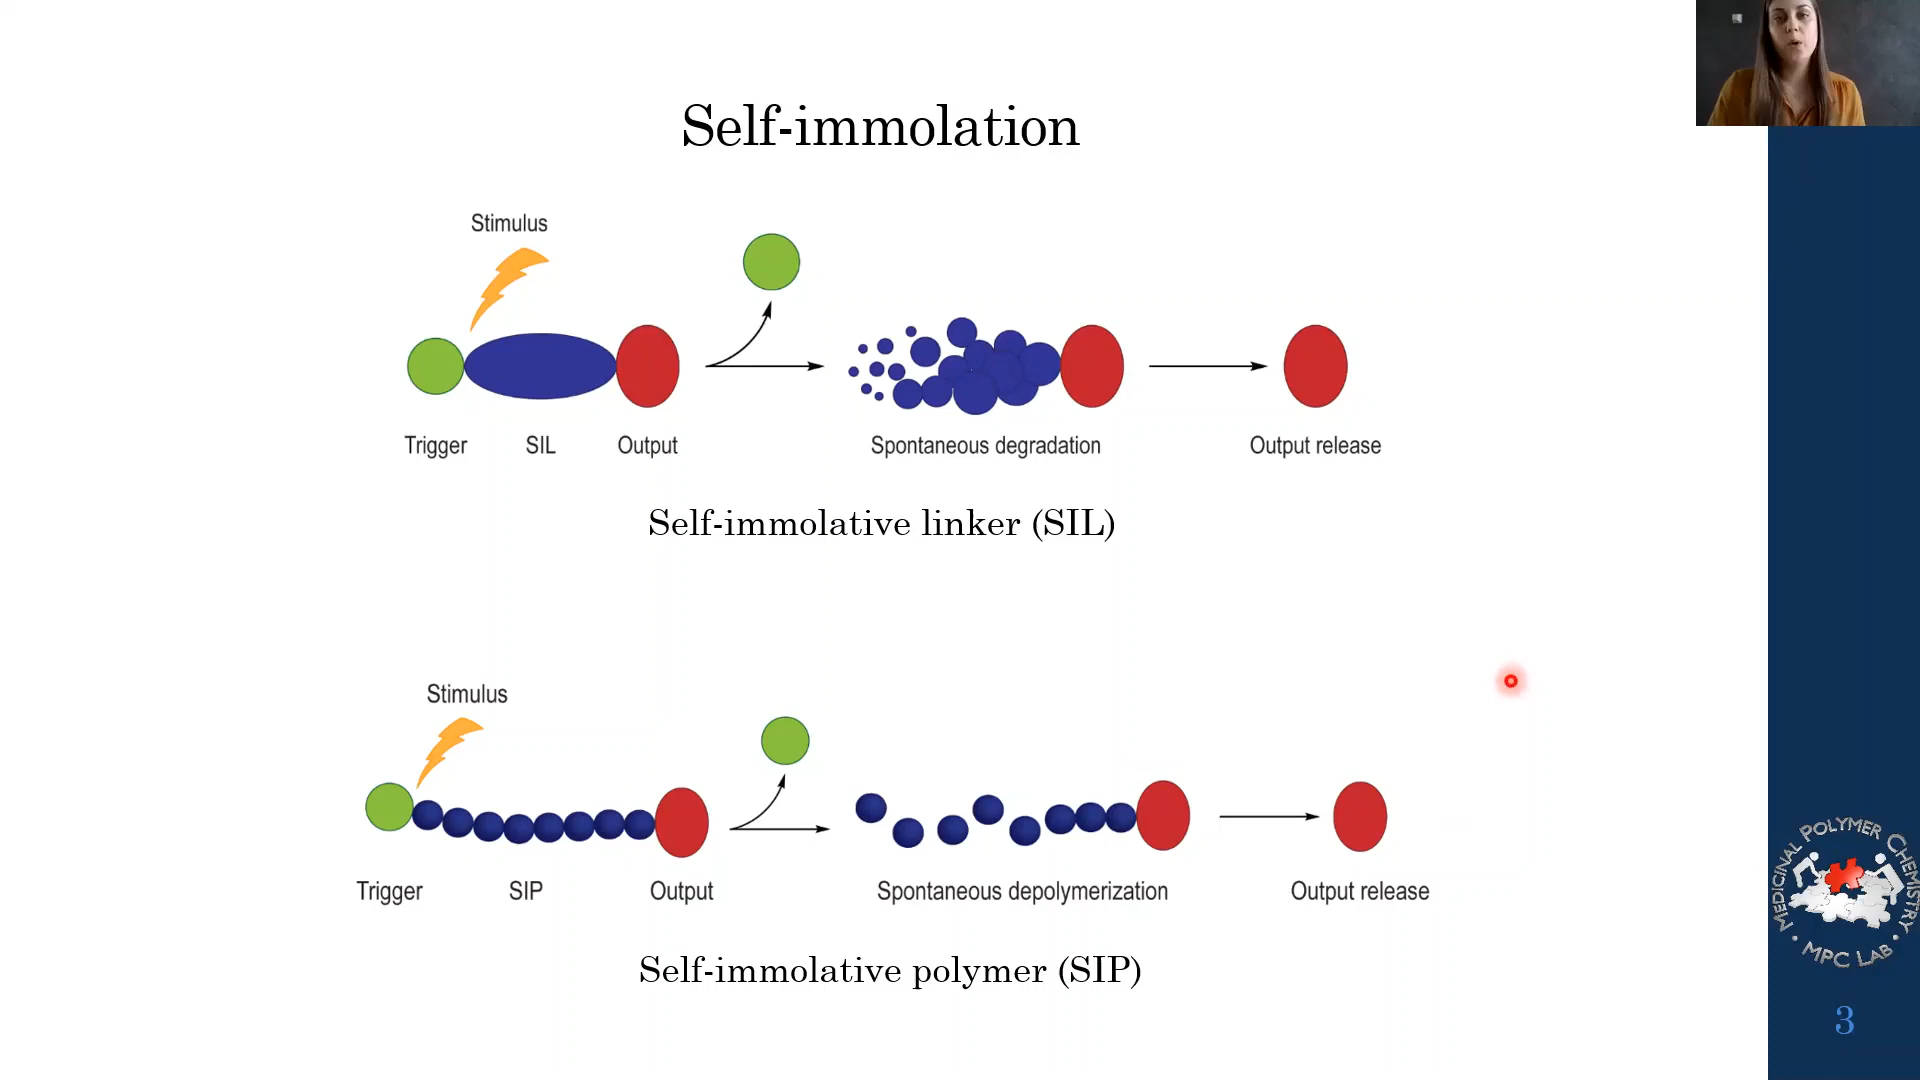 Self-immolation
Stimulus
Trigger
SIL
Output
Spontaneous degradation
Output release
Self-immolative linker (SIL)
Stimulus
Trigger
SIP
Output
Spontaneous depolymerization
Output release
Self-immolative polymer (SIP)
MEDICINAL POLYMER CHEMISTRY
• MPC LAB •
3